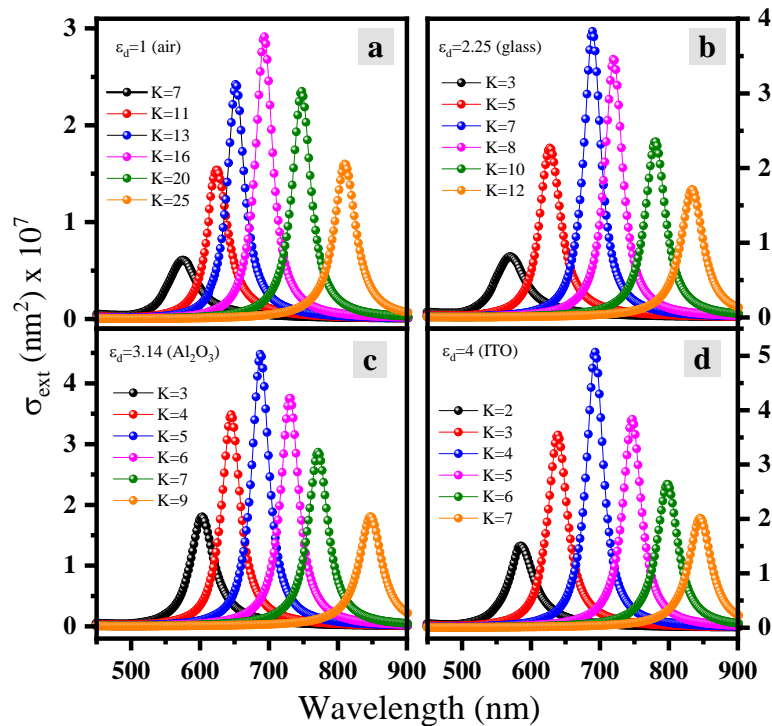 σext (nm²) x 10⁷
3
2
1
0
εd=1 (air)
a
K=7
K=11
K=13
K=16
K=20
K=25
εd=2.25 (glass)
b
K=3
K=5
K=7
K=8
K=10
K=12
4
3
2
1
0
εd=3.14 (Al₂O₃)
c
K=3
K=4
K=5
K=6
K=7
K=9
4
3
2
1
0
εd=4 (ITO)
d
K=2
K=3
K=4
K=5
K=6
K=7
5
4
3
2
1
0
500 600 700 800 900
500 600 700 800 900
Wavelength (nm)